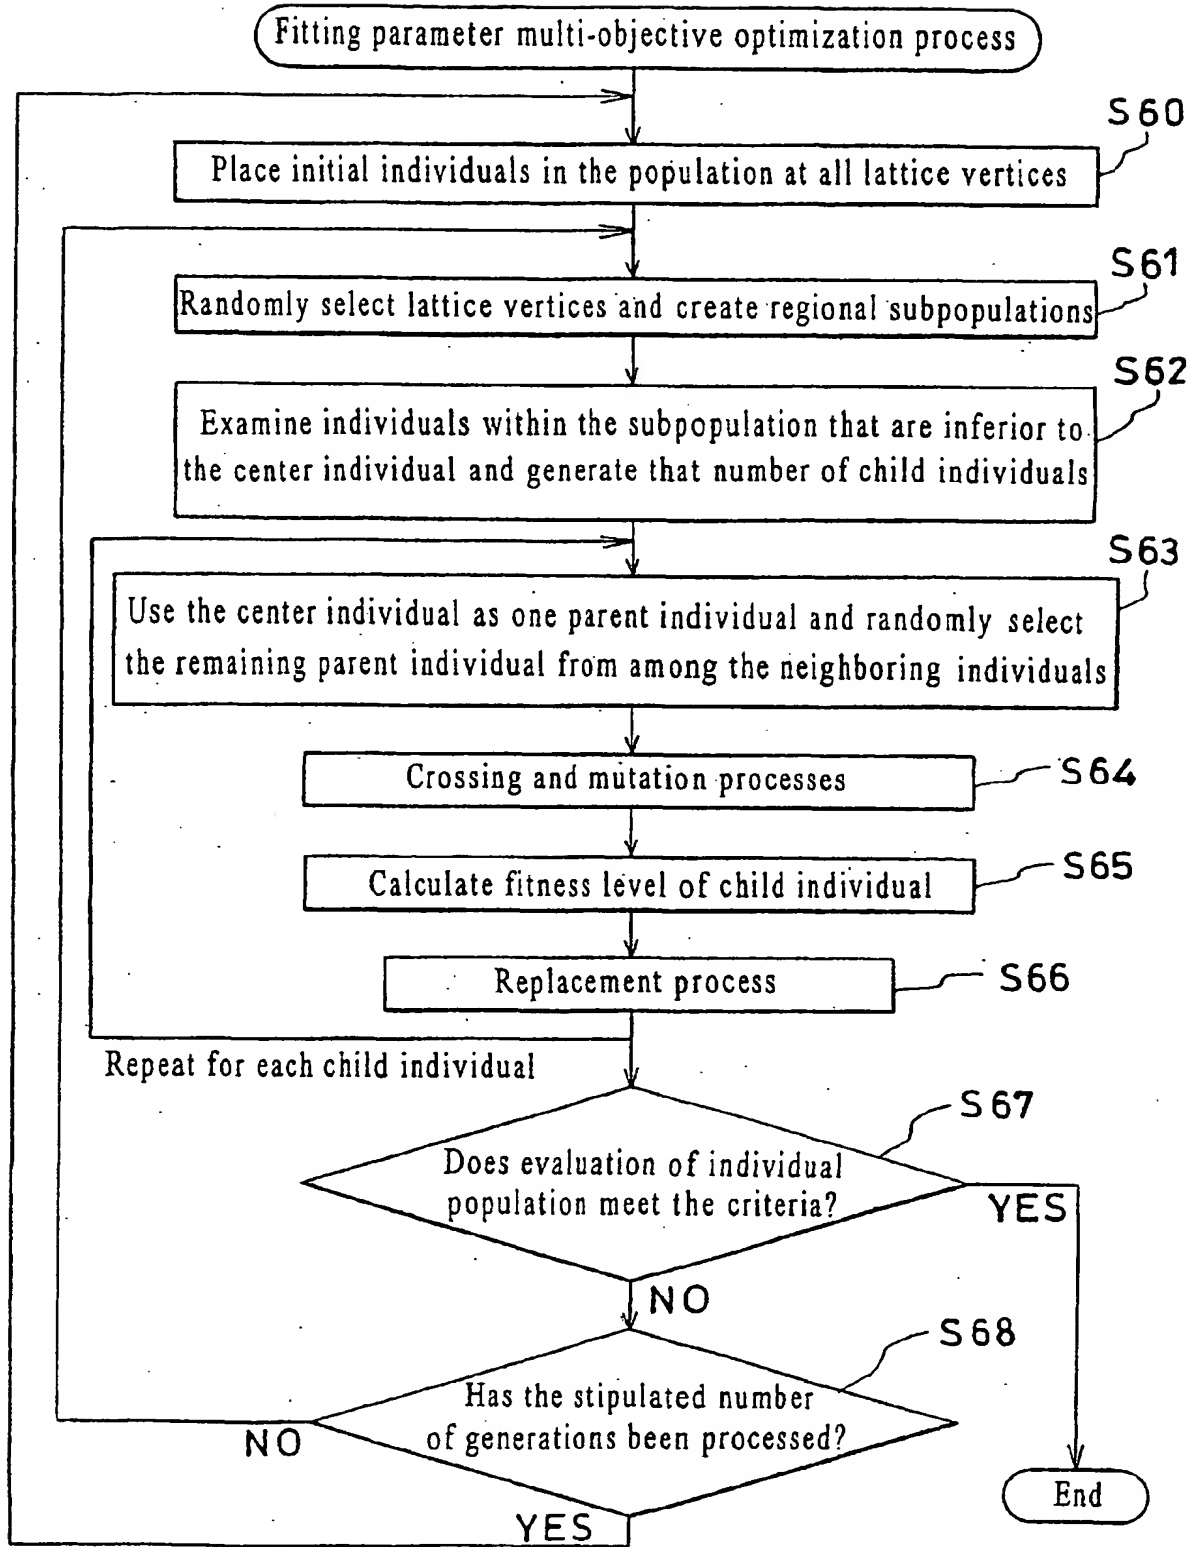 Fitting parameter multi-objective optimization process
S60
Place initial individuals in the population at all lattice vertices
S61
Randomly select lattice vertices and create regional subpopulations
S62
Examine individuals within the subpopulation that are inferior to
the center individual and generate that number of child individuals
S63
Use the center individual as one parent individual and randomly select
the remaining parent individual from among the neighboring individuals
Crossing and mutation processes
S64
Calculate fitness level of child individual
S65
Replacement process
S66
Repeat for each child individual
S67
Does evaluation of individual
population meet the criteria?
YES
NO
S68
Has the stipulated number
of generations been processed?
NO
YES
End